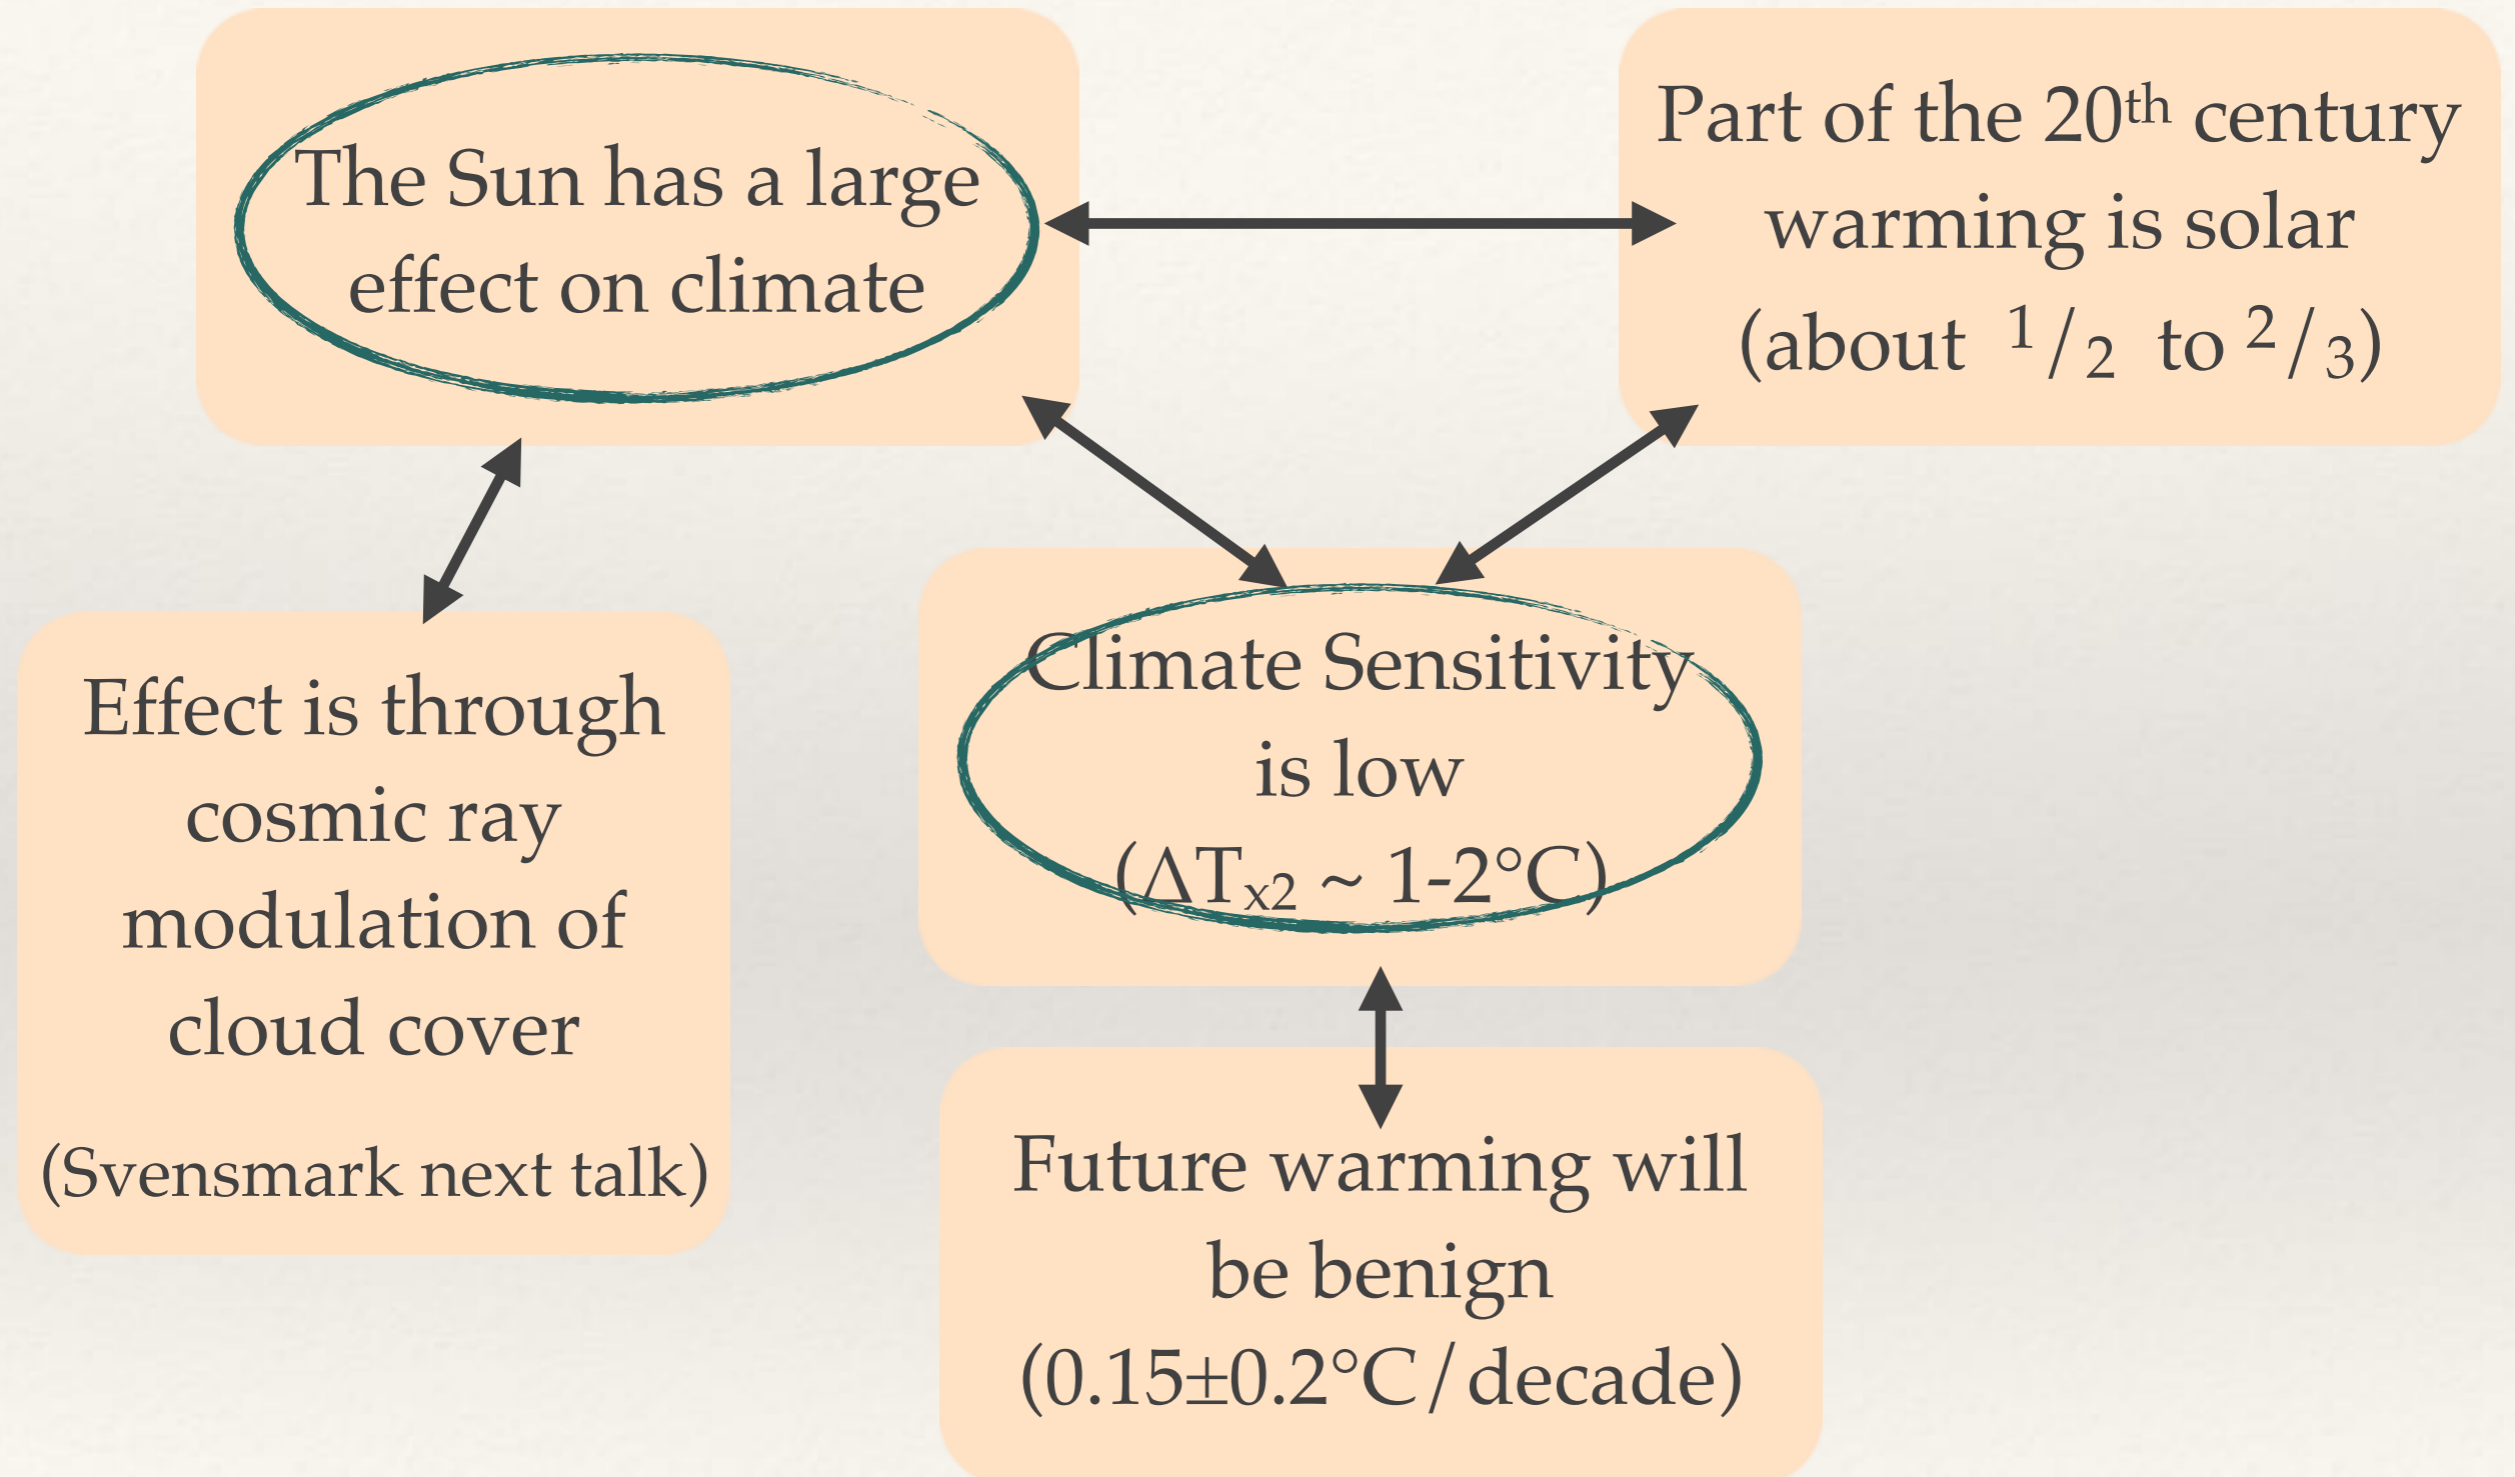 The Sun has a large
effect on climate
Part of the 20th century
warming is solar
(about 1/2 to 2/3)
Effect is through
cosmic ray
modulation of
cloud cover
(Svensmark next talk)
Climate Sensitivity
is low
(ΔTx2 ~ 1-2°C)
Future warming will
be benign
(0.15±0.2°C/decade)